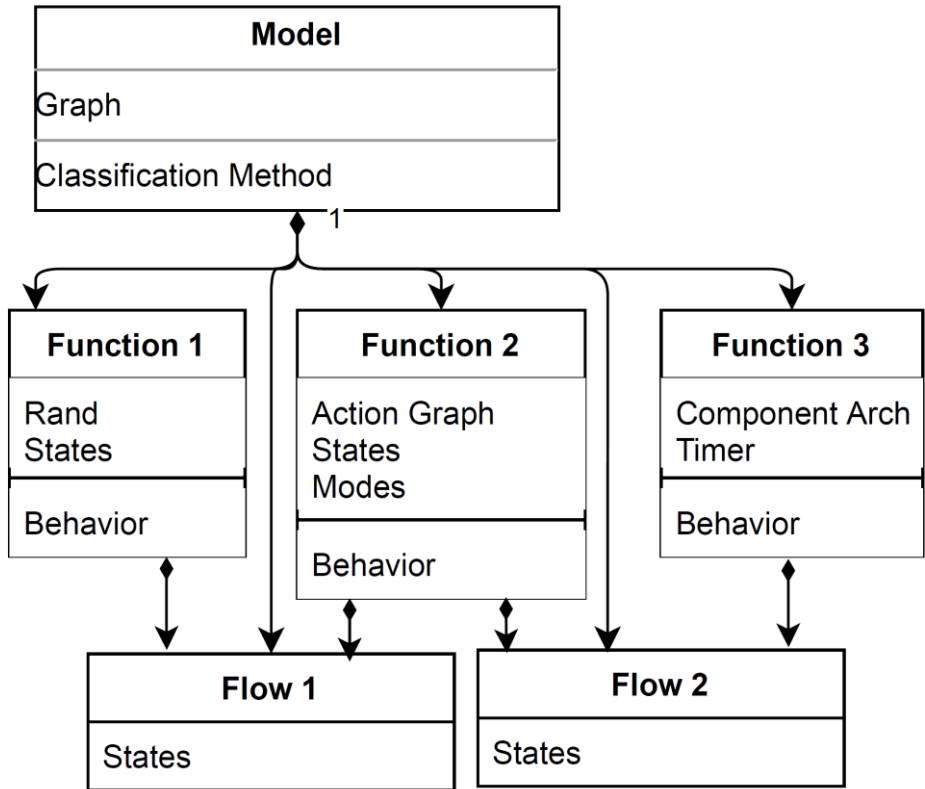 Model
Graph
Classification Method
1
Function 1
Rand
States
Behavior
Function 2
Action Graph
States
Modes
Behavior
Function 3
Component Arch
Timer
Behavior
Flow 1
States
Flow 2
States